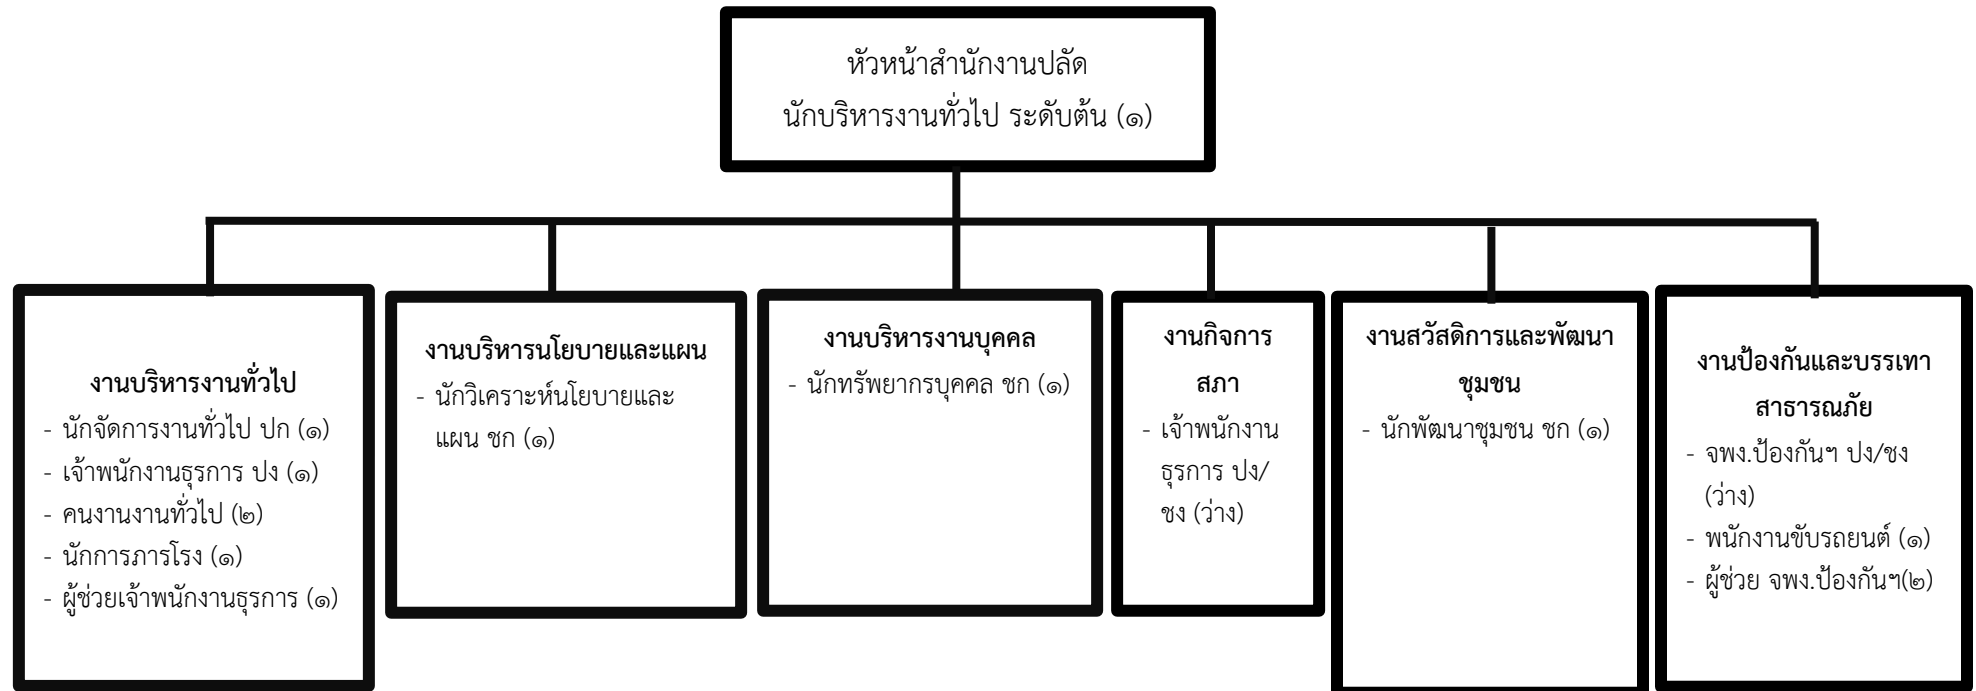 หัวหน้าสำนักงานปลัด
นักบริหารงานทั่วไป ระดับต้น (๑)
งานบริหารงานทั่วไป
- นักจัดการงานทั่วไป ปก (๑)
- เจ้าพนักงานธุรการ ปง (๑)
- คนงานงานทั่วไป (๒)
- นักการภารโรง (๑)
- ผู้ช่วยเจ้าพนักงานธุรการ (๑)
งานบริหารนโยบายและแผน
- นักวิเคราะห์นโยบายและ
แผน ชก (๑)
งานบริหารงานบุคคล
- นักทรัพยากรบุคคล ชก (๑)
งานกิจการ
สภา
- เจ้าพนักงาน
ธุรการ ปง/
ชง (ว่าง)
งานสวัสดิการและพัฒนา
ชุมชน
- นักพัฒนาชุมชน ชก (๑)
งานป้องกันและบรรเทา
สาธารณภัย
- จพง.ป้องกันฯ ปง/ชง
(ว่าง)
- พนักงานขับรถยนต์ (๑)
- ผู้ช่วย จพง.ป้องกันฯ(๒)